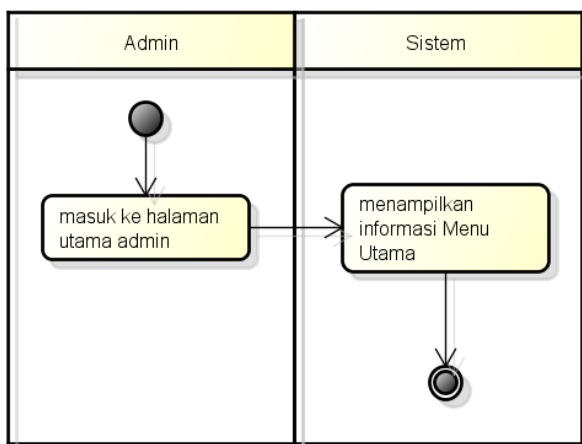 Admin
Sistem
masuk ke halaman
utama admin
menampilkan
informasi Menu
Utama